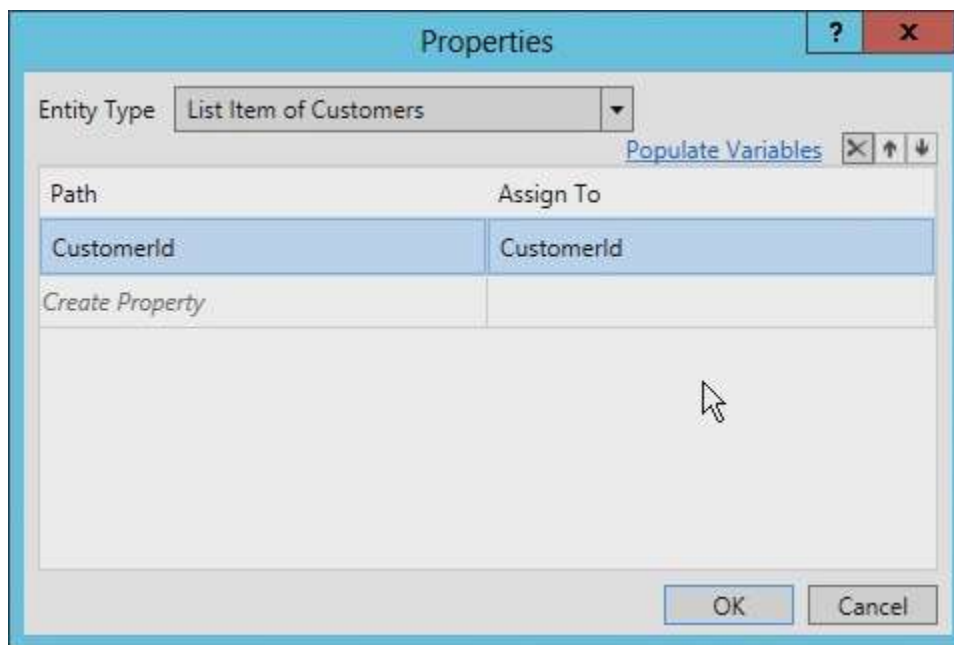 Properties
? x
Entity Type List Item of Customers
Populate Variables
Path Assign To
CustomerId CustomerId
Create Property
OK Cancel